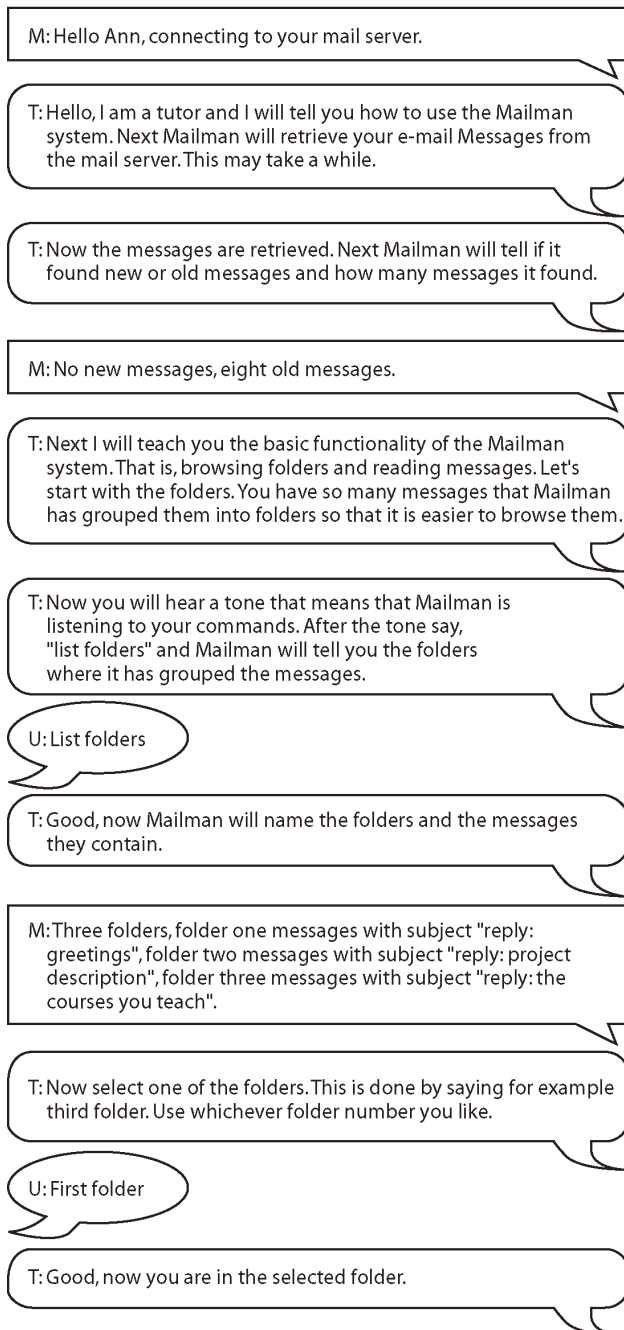 M: Hello Ann, connecting to your mail server.
T: Hello, I am a tutor and I will tell you how to use the Mailman
system. Next Mailman will retrieve your e-mail Messages from
the mail server. This may take a while.
T: Now the messages are retrieved. Next Mailman will tell if it
found new or old messages and how many messages it found.
M: No new messages, eight old messages.
T: Next I will teach you the basic functionality of the Mailman
system. That is, browsing folders and reading messages. Let's
start with the folders. You have so many messages that Mailman
has grouped them into folders so that it is easier to browse them.
T: Now you will hear a tone that means that Mailman is
listening to your commands. After the tone say,
"list folders" and Mailman will tell you the folders
where it has grouped the messages.
U: List folders
T: Good, now Mailman will name the folders and the messages
they contain.
M: Three folders, folder one messages with subject "reply:
greetings", folder two messages with subject "reply: project
description", folder three messages with subject "reply: the
courses you teach".
T: Now select one of the folders. This is done by saying for example
third folder. Use whichever folder number you like.
U: First folder
T: Good, now you are in the selected folder.